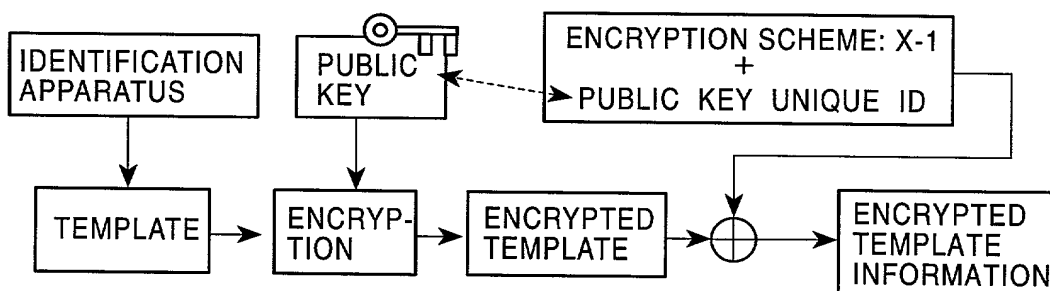 IDENTIFICATION
APPARATUS
PUBLIC
KEY
ENCRYPTION SCHEME: X-1
+
PUBLIC KEY UNIQUE ID
TEMPLATE
ENCRYP-
TION
ENCRYPTED
TEMPLATE
ENCRYPTED
TEMPLATE
INFORMATION